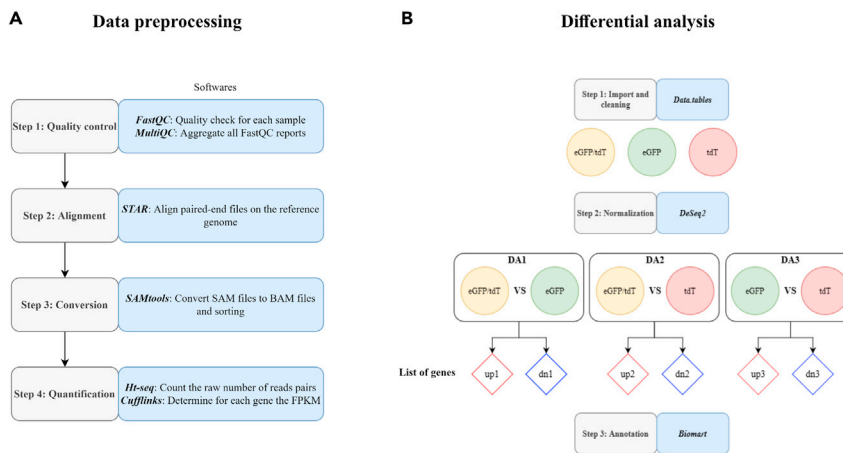 A
Data preprocessing
Softwares
Step 1: Quality control
FastQC: Quality check for each sample
MultiQC: Aggregate all FastQC reports
Step 2: Alignment
STAR: Align paired-end files on the reference
genome
Step 3: Conversion
SAMtools: Convert SAM files to BAM files
and sorting
Step 4: Quantification
Ht-seq: Count the raw number of reads pairs
Cufflinks: Determine for each gene the FPKM
B
Differential analysis
Step 1: Import and
cleaning
Data.tables
eGFP/tdT
eGFP
tdT
Step 2: Normalization
DeSeq2
DA1
eGFP/tdT
VS
eGFP
DA2
eGFP/tdT
VS
tdT
DA3
eGFP
VS
tdT
List of genes
up1
dn1
up2
dn2
up3
dn3
Step 3: Annotation
Biomart